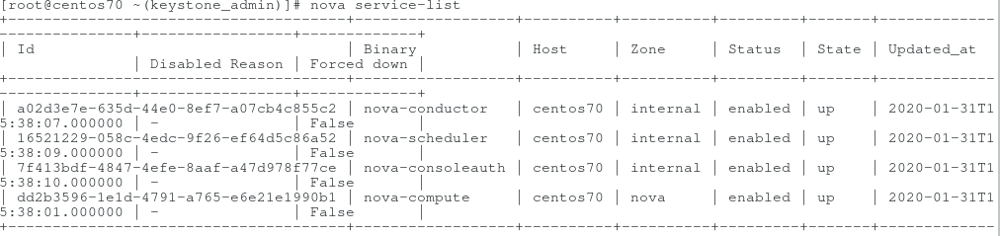 [root@centos70 ~(keystone_admin)]# nova service-list
+--------------------------------------+------------------+----------+----------+---------+-------+-------------
---------------+-----------------+-------------+
| Id                                   | Binary           | Host     | Zone     | Status  | State | Updated_at
               | Disabled Reason | Forced down |
+--------------------------------------+------------------+----------+----------+---------+-------+-------------
---------------+-----------------+-------------+
| a02d3e7e-635d-44e0-8ef7-a07cb4c855c2 | nova-conductor   | centos70 | internal | enabled | up    | 2020-01-31T1
5:38:07.000000 | -               | False       |
| 16521229-058c-4edc-9f26-ef64d5c86a52 | nova-scheduler   | centos70 | internal | enabled | up    | 2020-01-31T1
5:38:09.000000 | -               | False       |
| 7f413bdf-4847-4efe-8aaf-a47d978f77ce | nova-consoleauth | centos70 | internal | enabled | up    | 2020-01-31T1
5:38:10.000000 | -               | False       |
| dd2b3596-1e1d-4791-a765-e6e21e1990b1 | nova-compute     | centos70 | nova     | enabled | up    | 2020-01-31T1
5:38:01.000000 | -               | False       |
+--------------------------------------+------------------+----------+----------+---------+-------+-------------